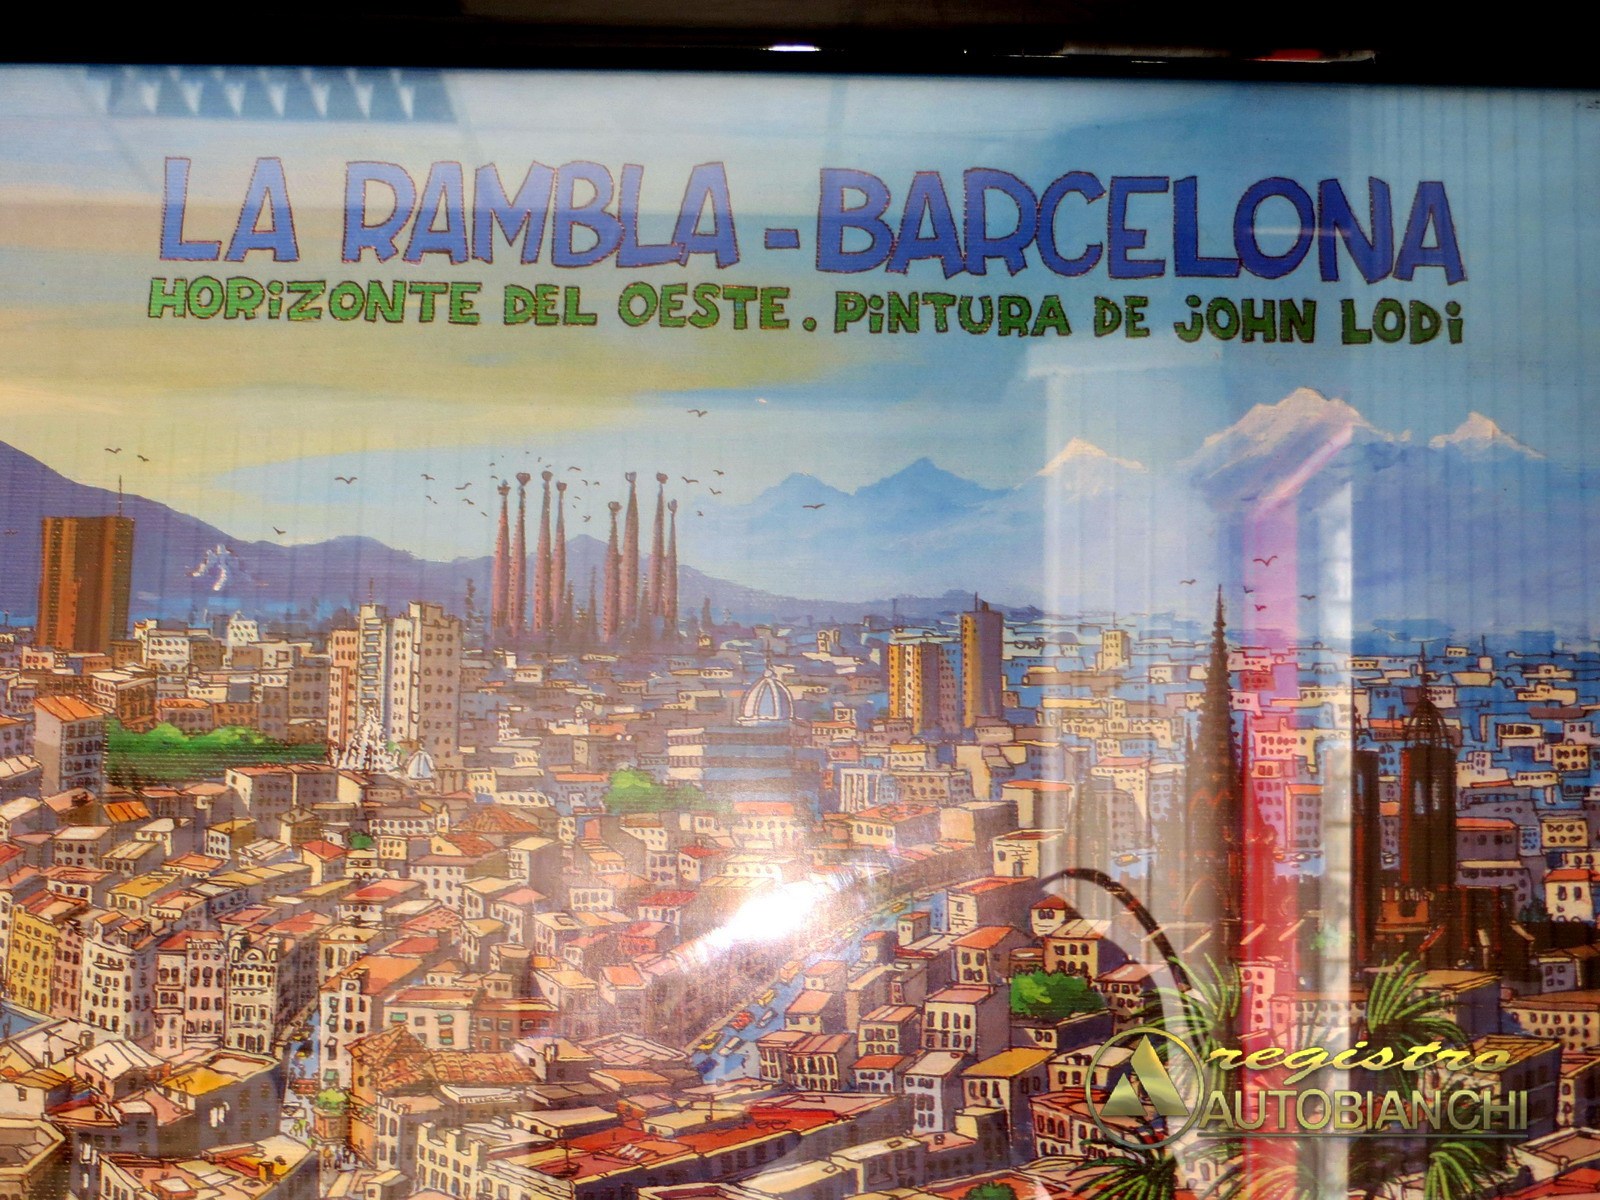 LA RAMBLA - BARCELONA
HORiZONTE DEL OESTE. PiNTURA DE jOHN LODi
registro
AUTOBIANCHI